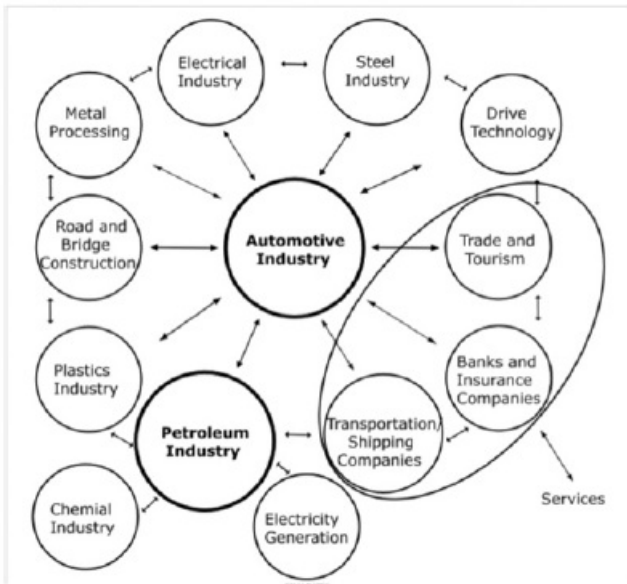 Electrical
Industry
Steel
Industry
Metal
Processing
Drive
Technology
Road and
Bridge
Construction
Automotive
Industry
Trade and
Tourism
Plastics
Industry
Banks and
Insurance
Companies
Petroleum
Industry
Transportation/
Shipping
Companies
Chemial
Industry
Electricity
Generation
Services